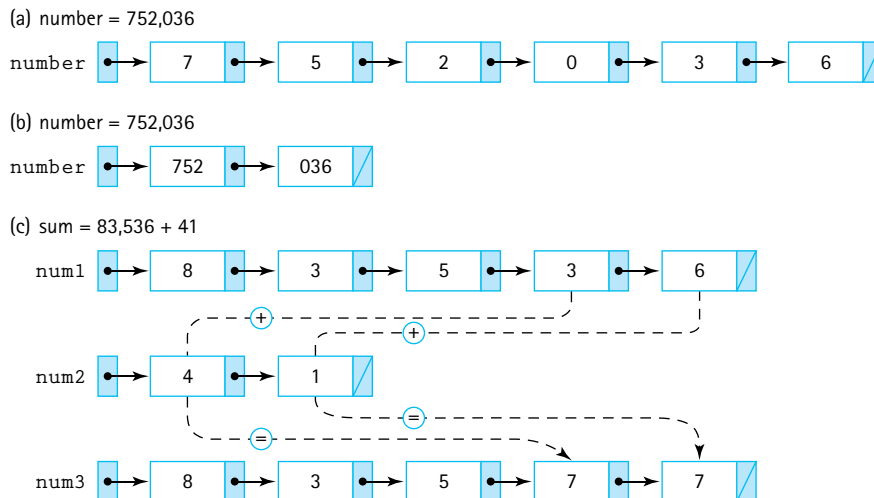 (a) number = 752,036
number 7 5 2 0 3 6
(b) number = 752,036
number 752 036
(c) sum = 83,536 + 41
num1 8 3 5 3 6
+ +
num2 4 1
= =
num3 8 3 5 7 7